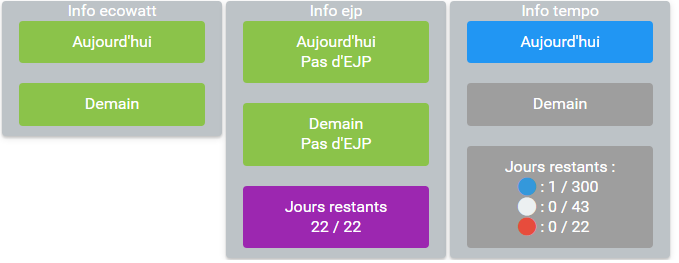 Info ecowatt
Aujourd'hui
Demain
Info ejp
Aujourd'hui
Pas d'EJP
Demain
Pas d'EJP
Jours restants
22 / 22
Info tempo
Aujourd'hui
Demain
Jours restants :
: 1 / 300
: 0 / 43
: 0 / 22